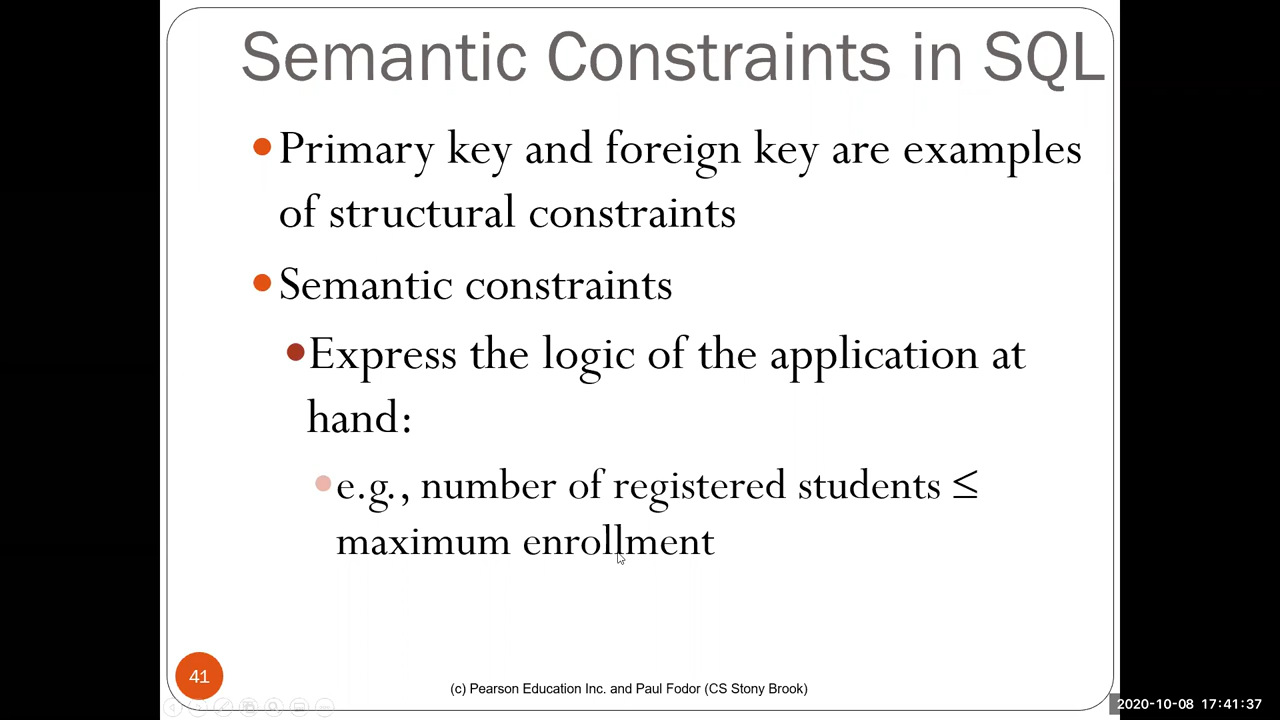 Semantic Constraints in SQL
Primary key and foreign key are examples
of structural constraints
Semantic constraints
Express the logic of the application at
hand:
e.g., number of registered students ≤
maximum enrollment
41
(c) Pearson Education Inc. and Paul Fodor (CS Stony Brook)
2020-10-08 17:41:37